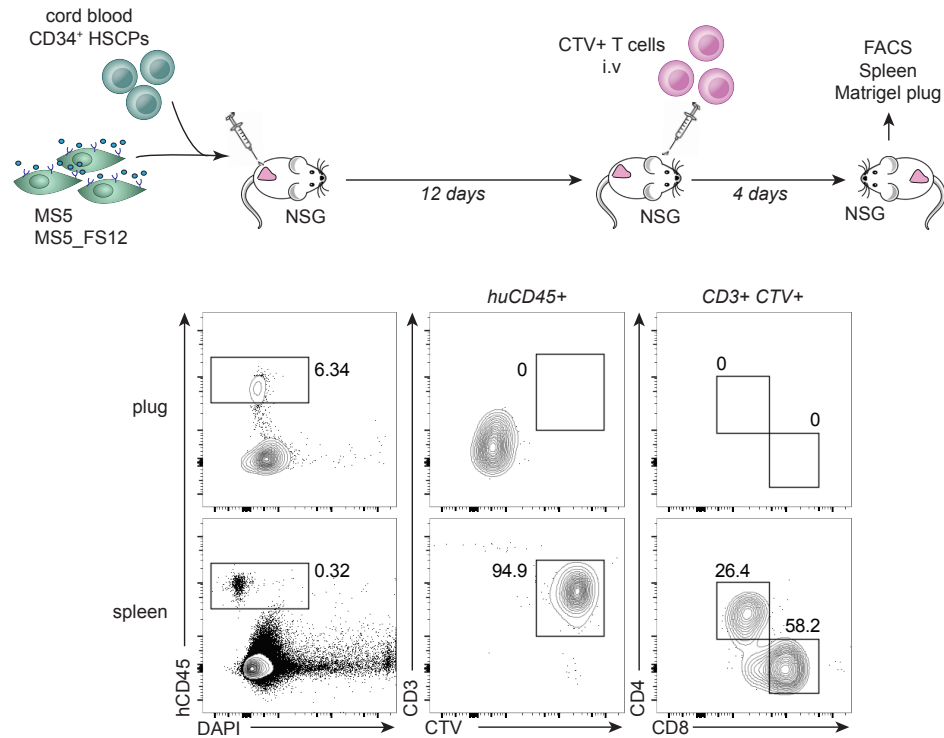 cord blood
CD34⁺ HSCPs
CTV+ T cells
i.v
FACS
Spleen
Matrigel plug
MS5
MS5_FS12
NSG
12 days
NSG
4 days
NSG
huCD45+
CD3+ CTV+
plug
6.34
0
0
0
spleen
0.32
94.9
26.4
58.2
hCD45
DAPI
CD3
CTV
CD4
CD8